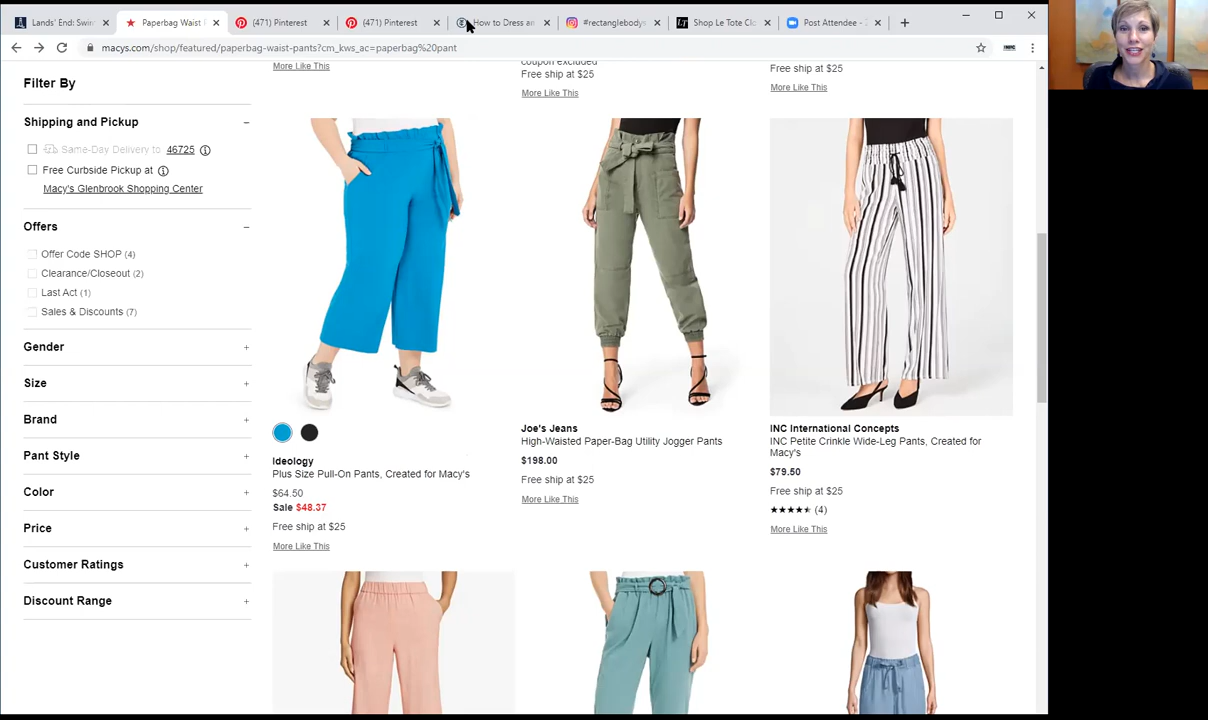 Lands' End: Swim
Paperbag Waist
(471) Pinterest
(471) Pinterest
How to Dress an
#rectanglebodys
LT Shop Le Tote Clo
Post Attendee - Z
macys.com/shop/featured/paperbag-waist-pants?cm_kws_ac=paperbag%20pant
Filter By
Shipping and Pickup
Same-Day Delivery to 46725
Free Curbside Pickup at
Macy's Glenbrook Shopping Center
Offers
Offer Code SHOP (4)
Clearance/Closeout (2)
Last Act (1)
Sales & Discounts (7)
Gender
Size
Brand
Pant Style
Color
Price
Customer Ratings
Discount Range
More Like This
coupon excluded
Free ship at $25
More Like This
Free ship at $25
More Like This
Ideology
Plus Size Pull-On Pants, Created for Macy's
$64.50
Sale $48.37
Free ship at $25
More Like This
Joe's Jeans
High-Waisted Paper-Bag Utility Jogger Pants
$198.00
Free ship at $25
More Like This
INC International Concepts
INC Petite Crinkle Wide-Leg Pants, Created for
Macy's
$79.50
Free ship at $25
(4)
More Like This